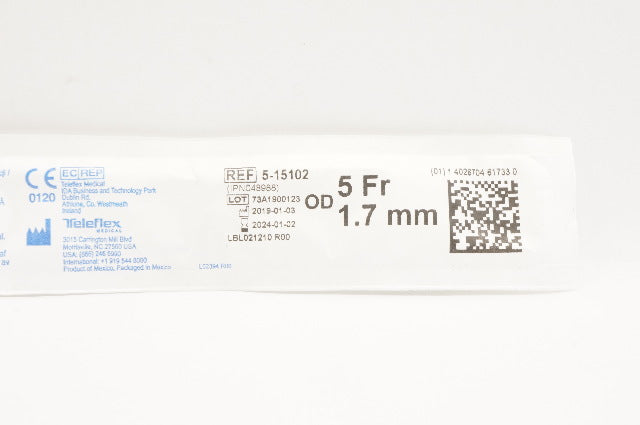 CE
0120
EC REP
Teleflex Medical
IDA Business and Technology Park
Dublin Rd.
Athlone, Co. Westmeath
Ireland
Teleflex
MEDICAL
3015 Carrington Mill Blvd
Morrisville, NC 27560 USA
USA: (866) 246 6990
International: +1 919 544 8000
Product of Mexico, Packaged in Mexico
REF 5-15102
(IPN048988)
LOT 73A1900123
2019-01-03
2024-01-02
LBL021210 R00
OD 5 Fr
1.7 mm
(01) 1 4026704 61733 0